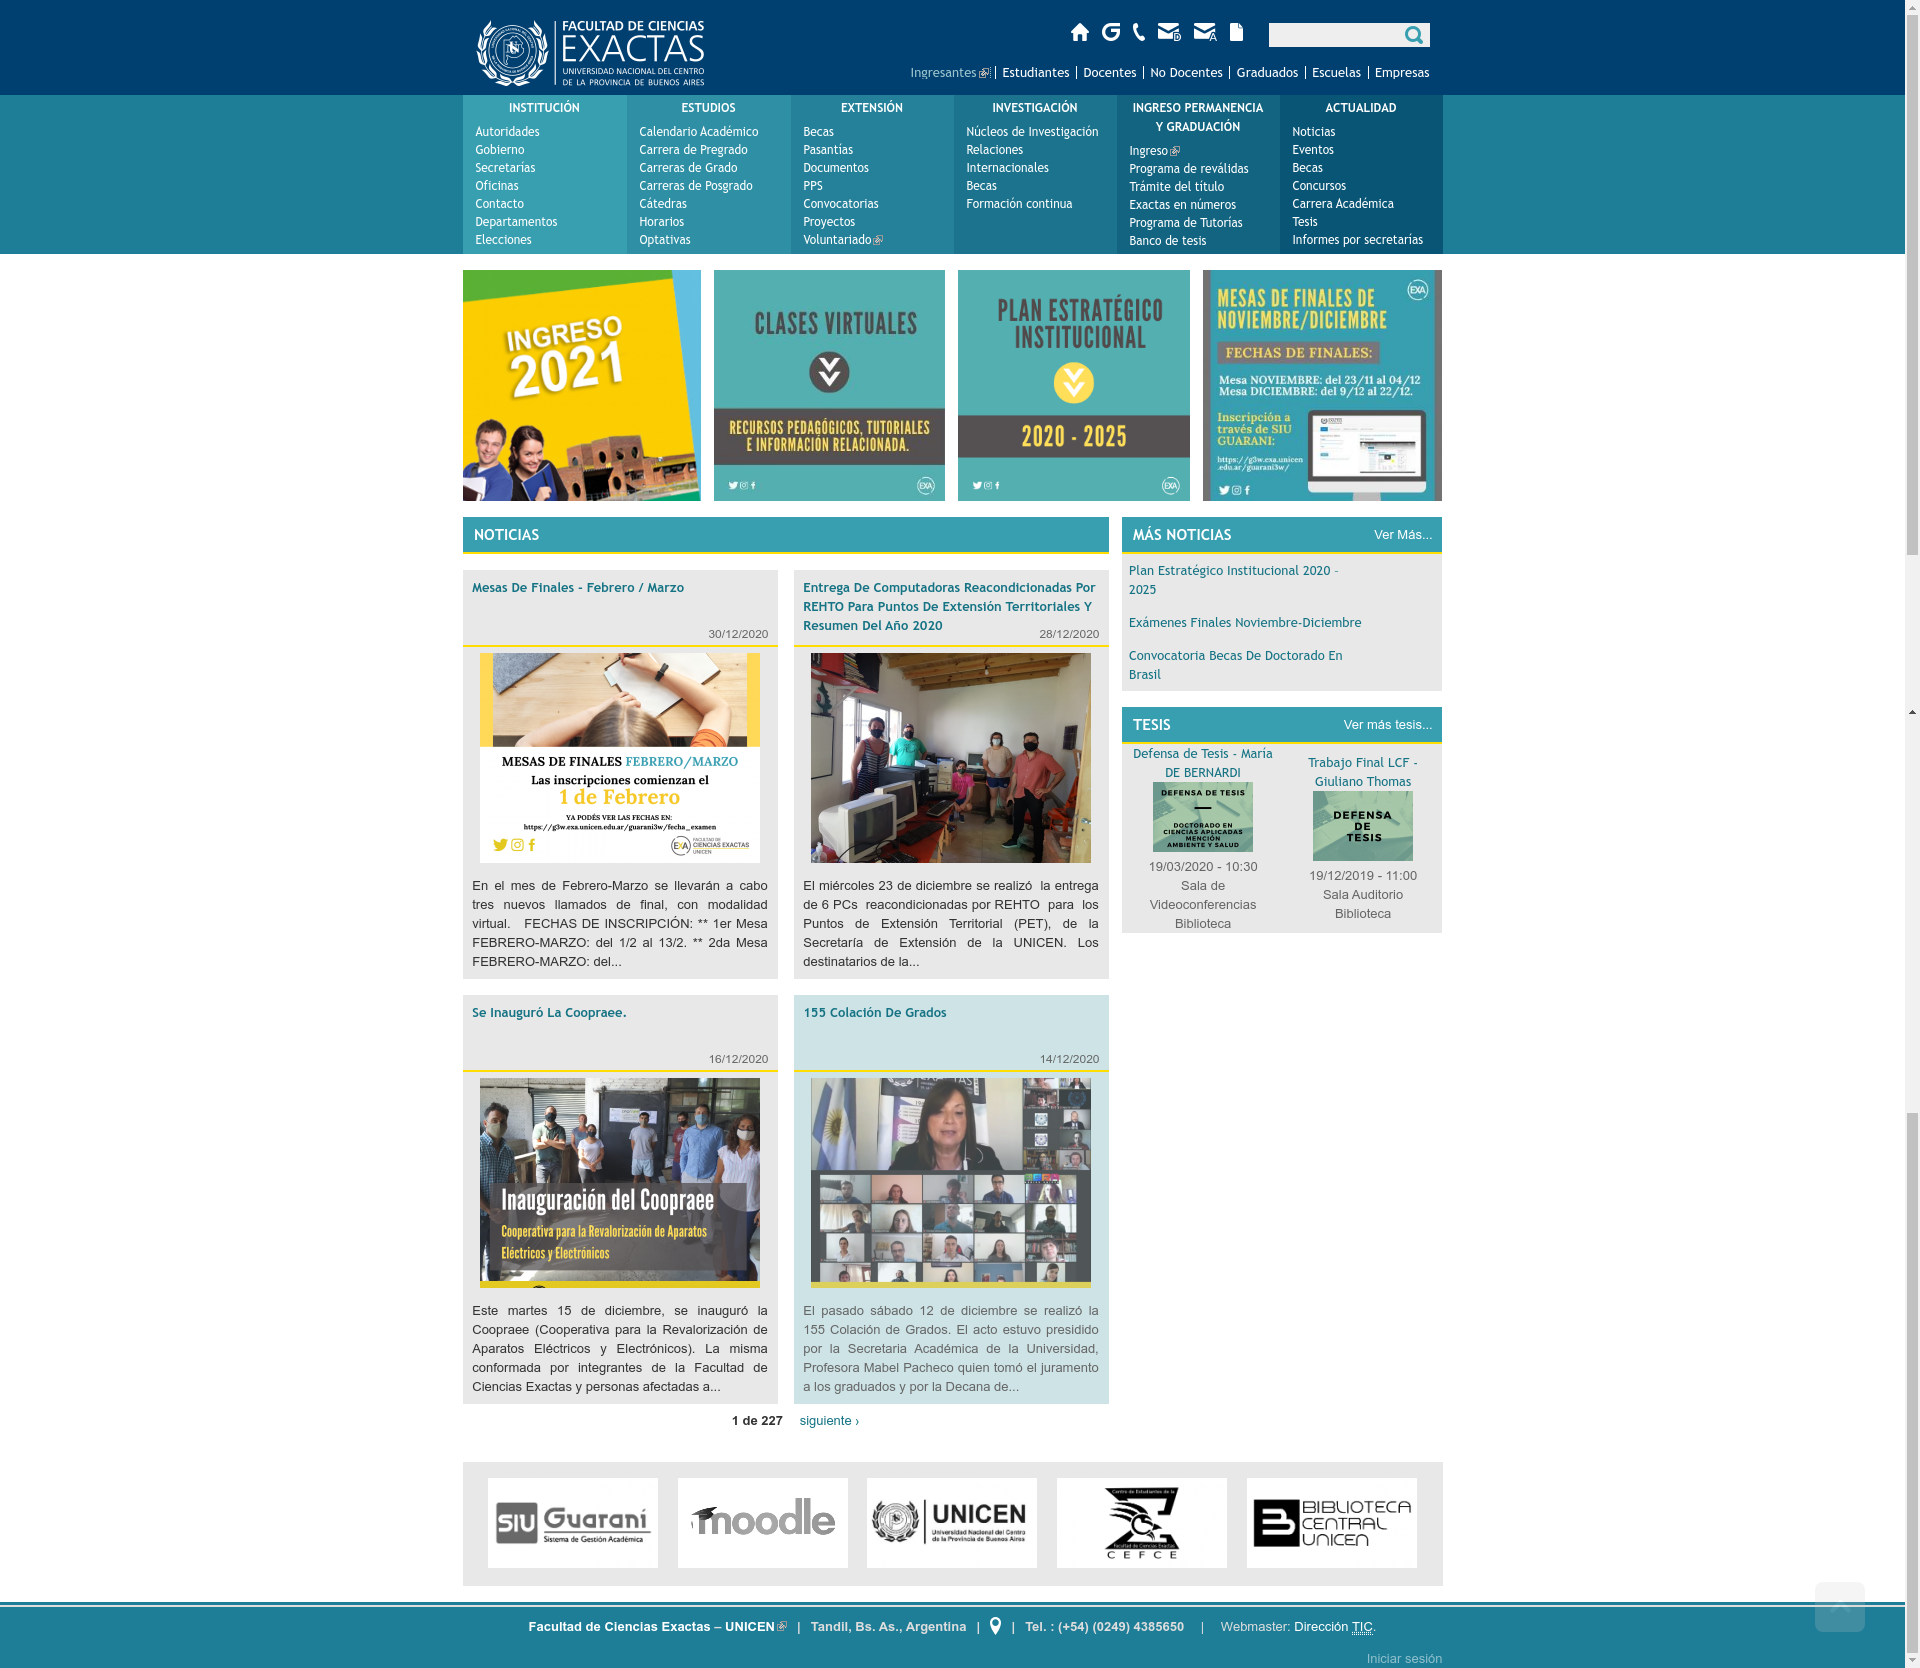 FACULTAD DE CIENCIAS
EXACTAS
UNIVERSIDAD NACIONAL DEL CENTRO
DE LA PROVINCIA DE BUENOS AIRES
Ingresantes | Estudiantes | Docentes | No Docentes | Graduados | Escuelas | Empresas
INSTITUCIÓN
Autoridades
Gobierno
Secretarías
Oficinas
Contacto
Departamentos
Elecciones
ESTUDIOS
Calendario Académico
Carrera de Pregrado
Carreras de Grado
Carreras de Posgrado
Cátedras
Horarios
Optativas
EXTENSIÓN
Becas
Pasantías
Documentos
PPS
Convocatorias
Proyectos
Voluntariado
INVESTIGACIÓN
Núcleos de Investigación
Relaciones
Internacionales
Becas
Formación continua
INGRESO PERMANENCIA
Y GRADUACIÓN
Ingreso
Programa de reválidas
Trámite del título
Exactas en números
Programa de Tutorías
Banco de tesis
ACTUALIDAD
Noticias
Eventos
Becas
Concursos
Carrera Académica
Tesis
Informes por secretarías
INGRESO
2021
CLASES VIRTUALES
RECURSOS PEDAGÓGICOS, TUTORIALES
E INFORMACIÓN RELACIONADA.
EXA
PLAN ESTRATÉGICO
INSTITUCIONAL
2020 - 2025
EXA
EXA
MESAS DE FINALES DE
NOVIEMBRE/DICIEMBRE
FECHAS DE FINALES:
Mesa NOVIEMBRE: del 23/11 al 04/12
Mesa DICIEMBRE: del 9/12 al 22/12.
Inscripción a
través de SIU
GUARANI:
https://g3w.exa.unicen
.edu.ar/guarani3w/
NOTICIAS
Mesas De Finales - Febrero / Marzo
30/12/2020
MESAS DE FINALES FEBRERO/MARZO
Las inscripciones comienzan el
1 de Febrero
YA PODÉS VER LAS FECHAS EN:
https://g3w.exa.unicen.edu.ar/guarani3w/fecha_examen
EXA
FACULTAD DE
CIENCIAS EXACTAS
UNICEN
En el mes de Febrero-Marzo se llevarán a cabo
tres nuevos llamados de final, con modalidad
virtual. FECHAS DE INSCRIPCIÓN: ** 1er Mesa
FEBRERO-MARZO: del 1/2 al 13/2. ** 2da Mesa
FEBRERO-MARZO: del...
Entrega De Computadoras Reacondicionadas Por
REHTO Para Puntos De Extensión Territoriales Y
Resumen Del Año 2020
28/12/2020
El miércoles 23 de diciembre se realizó la entrega
de 6 PCs reacondicionadas por REHTO para los
Puntos de Extensión Territorial (PET), de la
Secretaría de Extensión de la UNICEN. Los
destinatarios de la...
Se Inauguró La Coopraee.
16/12/2020
Inauguración del Coopraee
Cooperativa para la Revalorización de Aparatos
Eléctricos y Electrónicos
Este martes 15 de diciembre, se inauguró la
Coopraee (Cooperativa para la Revalorización de
Aparatos Eléctricos y Electrónicos). La misma
conformada por integrantes de la Facultad de
Ciencias Exactas y personas afectadas a...
155 Colación De Grados
14/12/2020
El pasado sábado 12 de diciembre se realizó la
155 Colación de Grados. El acto estuvo presidido
por la Secretaria Académica de la Universidad,
Profesora Mabel Pacheco quien tomó el juramento
a los graduados y por la Decana de...
1 de 227 siguiente ›
MÁS NOTICIAS
Ver Más...
Plan Estratégico Institucional 2020 -
2025
Exámenes Finales Noviembre-Diciembre
Convocatoria Becas De Doctorado En
Brasil
TESIS
Ver más tesis...
Defensa de Tesis - María
DE BERNARDI
DEFENSA DE TESIS
DOCTORADO EN
CIENCIAS APLICADAS
MENCIÓN
AMBIENTE Y SALUD
19/03/2020 - 10:30
Sala de
Videoconferencias
Biblioteca
Trabajo Final LCF -
Giuliano Thomas
DEFENSA
DE
TESIS
19/12/2019 - 11:00
Sala Auditorio
Biblioteca
SIU Guaraní
Sistema de Gestión Académica
moodle
UNICEN
Universidad Nacional del Centro
de la Provincia de Buenos Aires
Centro de Estudiantes de la
Facultad de Ciencias Exactas
CEFCE
BIBLIOTECA
CENTRAL
UNICEN
Facultad de Ciencias Exactas – UNICEN | Tandil, Bs. As., Argentina | | Tel. : (+54) (0249) 4385650 | Webmaster: Dirección TIC.
Iniciar sesión